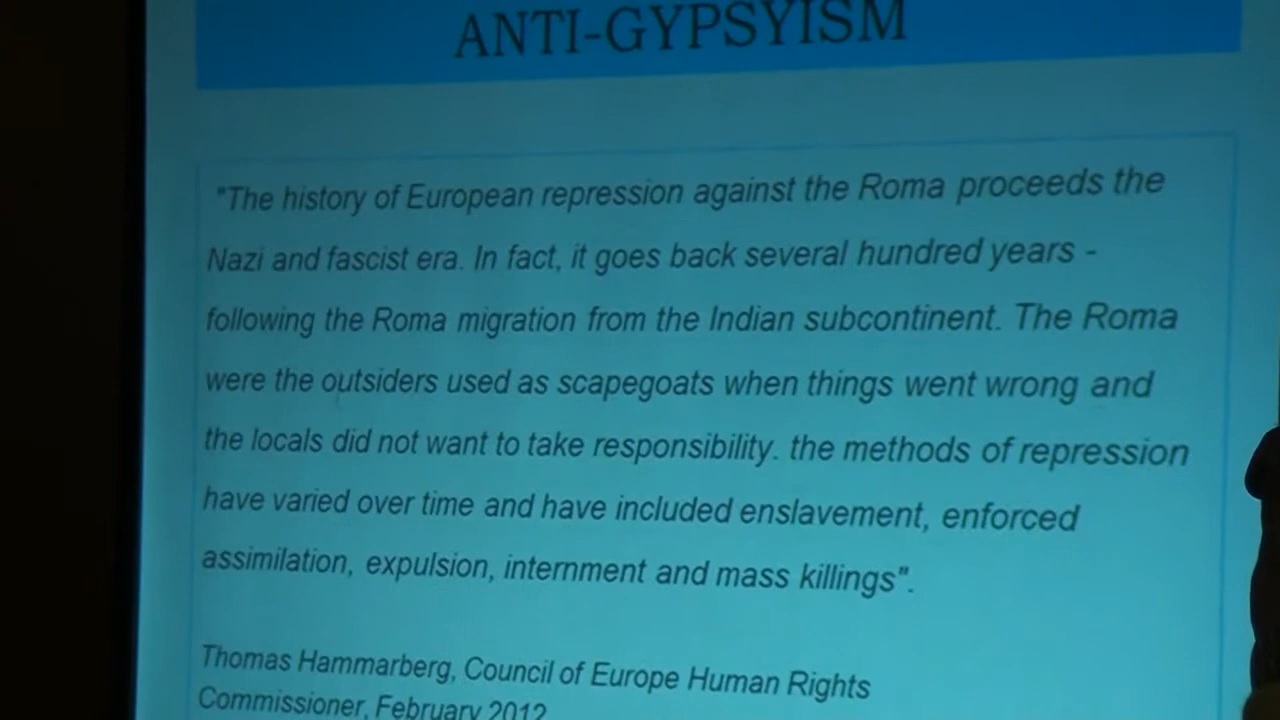 ANTI-GYPSYISM
"The history of European repression against the Roma proceeds the
Nazi and fascist era. In fact, it goes back several hundred years -
following the Roma migration from the Indian subcontinent. The Roma
were the outsiders used as scapegoats when things went wrong and
the locals did not want to take responsibility. the methods of repression
have varied over time and have included enslavement, enforced
assimilation, expulsion, internment and mass killings".
Thomas Hammarberg, Council of Europe Human Rights
Commissioner, February 2012